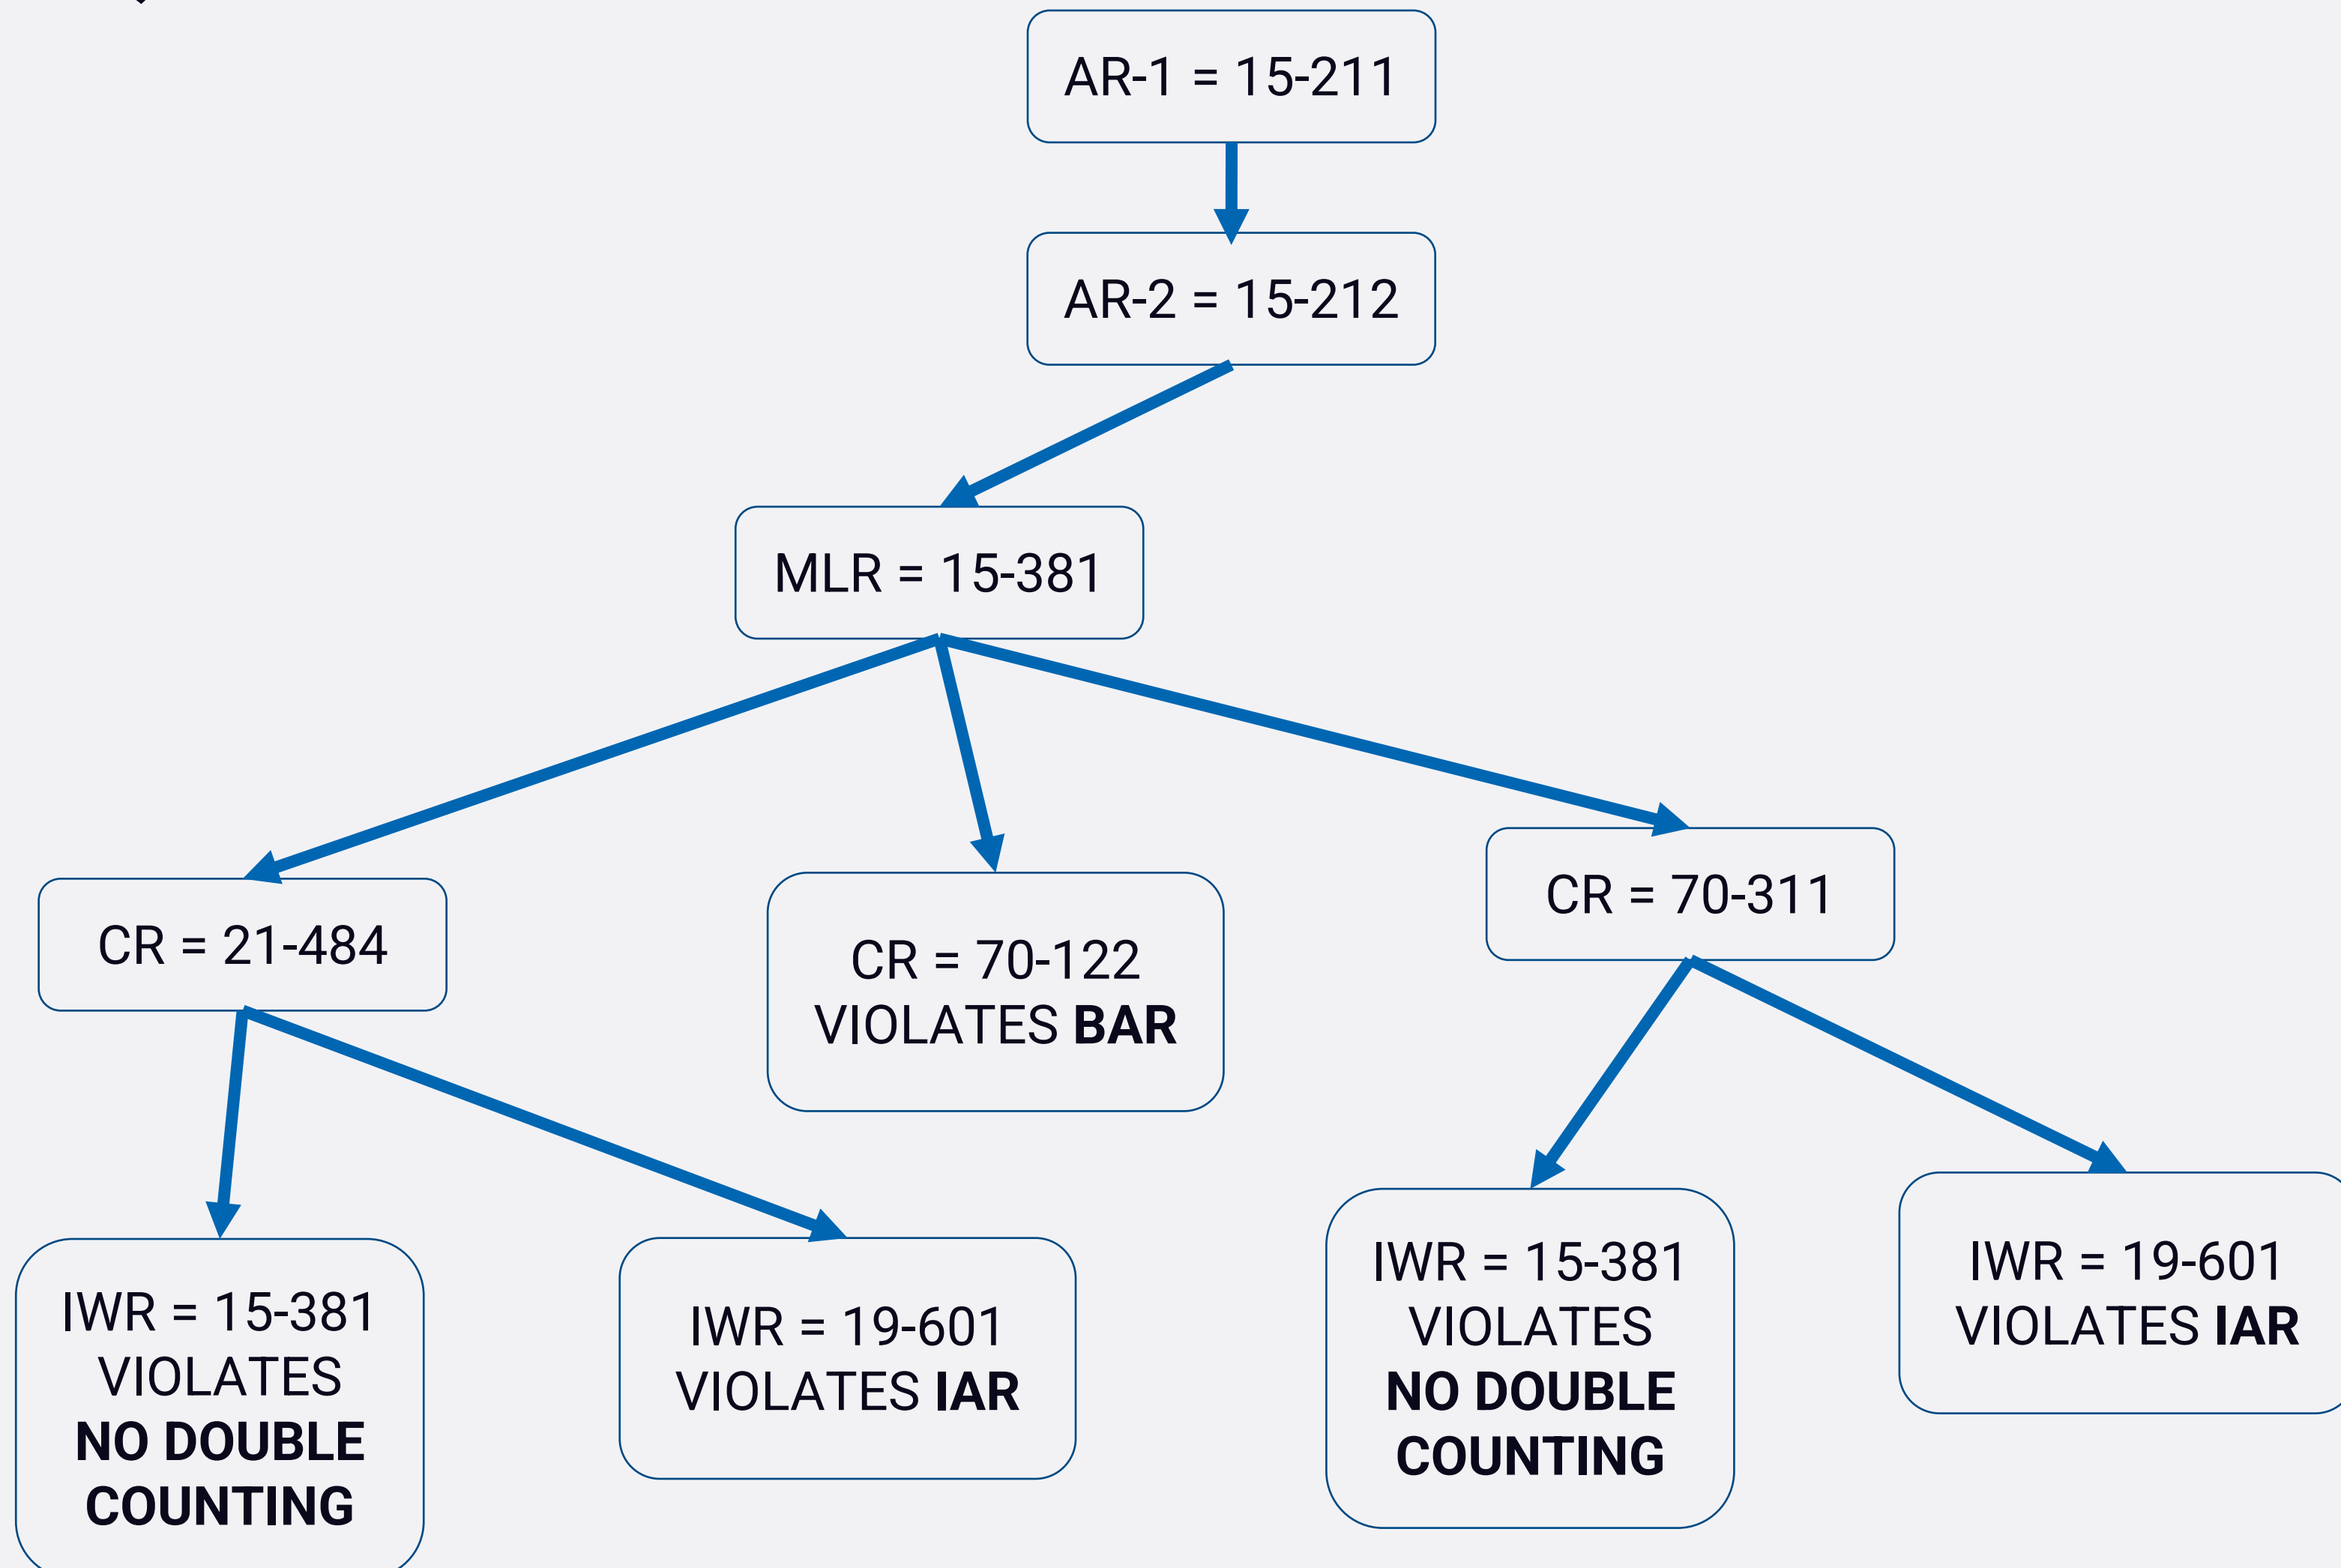 AR-1 = 15-211
AR-2 = 15-212
MLR = 15-381
CR = 21-484
CR = 70-122
VIOLATES BAR
CR = 70-311
IWR = 15-381
VIOLATES
NO DOUBLE
COUNTING
IWR = 19-601
VIOLATES IAR
IWR = 15-381
VIOLATES
NO DOUBLE
COUNTING
IWR = 19-601
VIOLATES IAR